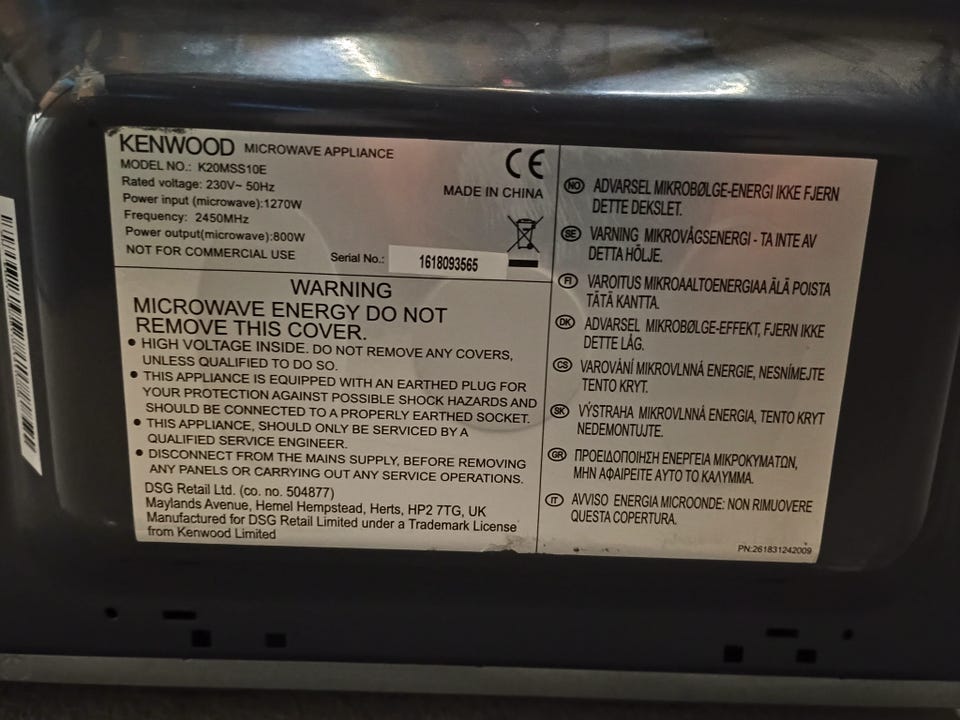 KENWOOD MICROWAVE APPLIANCE
MODEL NO.: K20MSS10E
Rated voltage: 230V~ 50Hz
Power input (microwave):1270W
Frequency: 2450MHz
Power output(microwave):800W
NOT FOR COMMERCIAL USE
CE
MADE IN CHINA
Serial No.: 1618093565
WARNING
MICROWAVE ENERGY DO NOT
REMOVE THIS COVER.
• HIGH VOLTAGE INSIDE. DO NOT REMOVE ANY COVERS,
UNLESS QUALIFIED TO DO SO.
• THIS APPLIANCE IS EQUIPPED WITH AN EARTHED PLUG FOR
YOUR PROTECTION AGAINST POSSIBLE SHOCK HAZARDS AND
SHOULD BE CONNECTED TO A PROPERLY EARTHED SOCKET.
• THIS APPLIANCE, SHOULD ONLY BE SERVICED BY A
QUALIFIED SERVICE ENGINEER.
• DISCONNECT FROM THE MAINS SUPPLY, BEFORE REMOVING
ANY PANELS OR CARRYING OUT ANY SERVICE OPERATIONS.
DSG Retail Ltd. (co. no. 504877)
Maylands Avenue, Hemel Hempstead, Herts, HP2 7TG, UK
Manufactured for DSG Retail Limited under a Trademark License
from Kenwood Limited
NO ADVARSEL MIKROBØLGE-ENERGI IKKE FJERN
DETTE DEKSLET.
SE VARNING MIKROVÅGSENERGI - TA INTE AV
DETTA HÖLJE.
FI VAROITUS MIKROAALTOENERGIAA ÄLÄ POISTA
TÄTÄ KANTTA.
DK ADVARSEL MIKROBØLGE-EFFEKT, FJERN IKKE
DETTE LÅG.
CS VAROVÁNÍ MIKROVLNNÁ ENERGIE, NESNÍMEJTE
TENTO KRYT.
SK VÝSTRAHA MIKROVLNNÁ ENERGIA, TENTO KRYT
NEDEMONTUJTE.
GR ΠΡΟΕΙΔΟΠΟΙΗΣΗ ΕΝΕΡΓΕΙΑ ΜΙΚΡΟΚΥΜΑΤΩΝ,
ΜΗΝ ΑΦΑΙΡΕΙΤΕ ΑΥΤΟ ΤΟ ΚΑΛΥΜΜΑ.
IT AVVISO ENERGIA MICROONDE: NON RIMUOVERE
QUESTA COPERTURA.
PN:261831242009